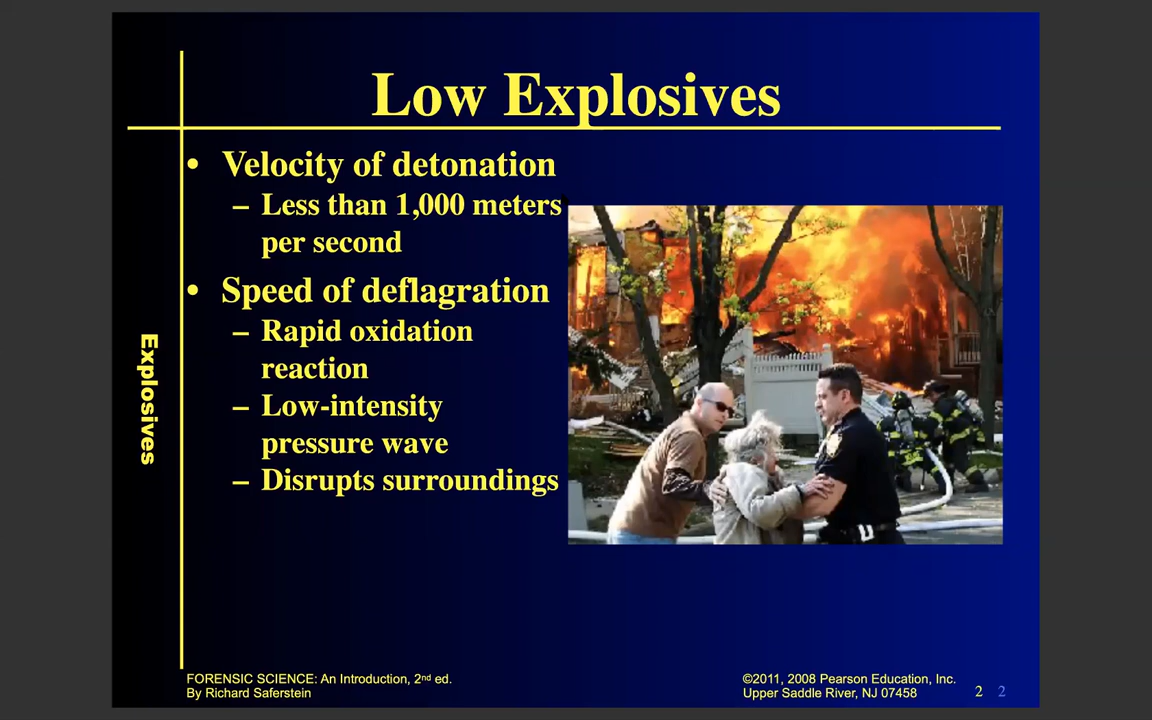 Low Explosives
• Velocity of detonation
– Less than 1,000 meters
per second
• Speed of deflagration
– Rapid oxidation
reaction
– Low-intensity
pressure wave
– Disrupts surroundings
Explosives
FORENSIC SCIENCE: An Introduction, 2nd ed.
By Richard Saferstein
©2011, 2008 Pearson Education, Inc.
Upper Saddle River, NJ 07458
2 2